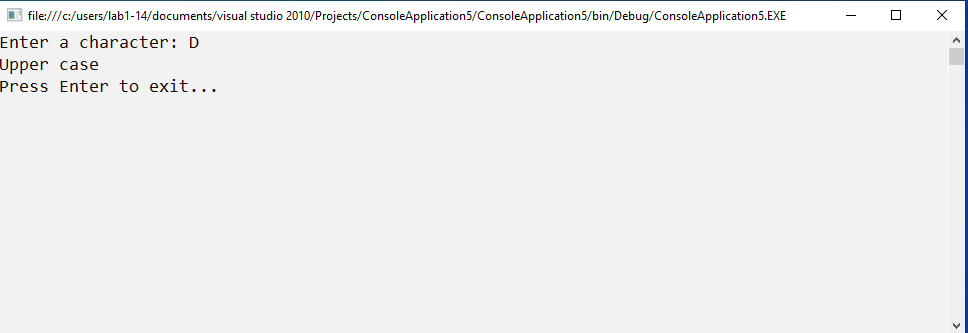 file:///c:/users/lab1-14/documents/visual studio 2010/Projects/ConsoleApplication5/ConsoleApplication5/bin/Debug/ConsoleApplication5.EXE
Enter a character: D
Upper case
Press Enter to exit...